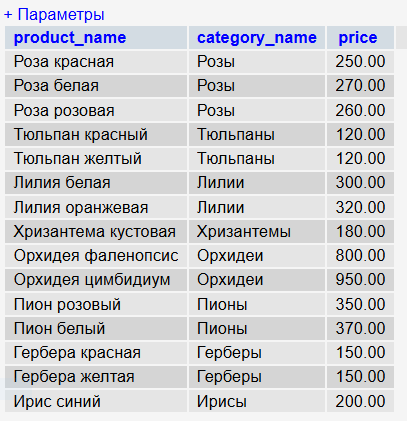 + Параметры
product_name category_name price
Роза красная Розы 250.00
Роза белая Розы 270.00
Роза розовая Розы 260.00
Тюльпан красный Тюльпаны 120.00
Тюльпан желтый Тюльпаны 120.00
Лилия белая Лилии 300.00
Лилия оранжевая Лилии 320.00
Хризантема кустовая Хризантемы 180.00
Орхидея фаленопсис Орхидеи 800.00
Орхидея цимбидиум Орхидеи 950.00
Пион розовый Пионы 350.00
Пион белый Пионы 370.00
Гербера красная Герберы 150.00
Гербера желтая Герберы 150.00
Ирис синий Ирисы 200.00